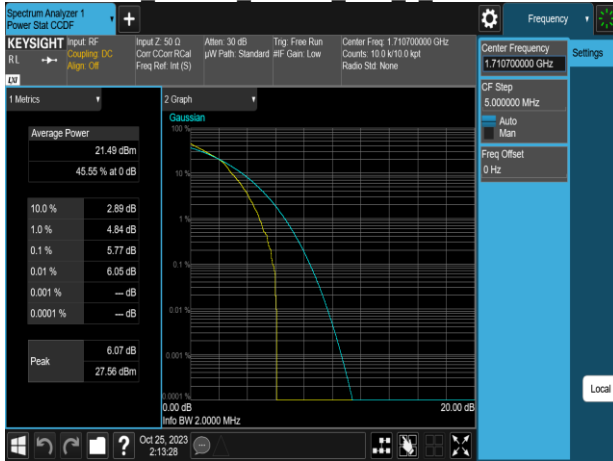 Spectrum Analyzer 1
Power Stat CCDF
+
Frequency
KEYSIGHT
RL
LXI
Input: RF
Coupling: DC
Align: Off
Input Z: 50 Ω
Corr CCorr RCal
Freq Ref: Int (S)
Atten: 30 dB
µW Path: Standard
Trig: Free Run
#IF Gain: Low
Center Freq: 1.710700000 GHz
Counts: 10.0 k/10.0 kpt
Radio Std: None
Center Frequency
1.710700000 GHz
Settings
CF Step
5.000000 MHz
Auto
Man
Freq Offset
0 Hz
1 Metrics
Average Power
21.49 dBm
45.55 % at 0 dB
10.0 % 2.89 dB
1.0 % 4.84 dB
0.1 % 5.77 dB
0.01 % 6.05 dB
0.001 % --- dB
0.0001 % --- dB
Peak
6.07 dB
27.56 dBm
2 Graph
Gaussian
100 %
10 %
1 %
0.1 %
0.01 %
0.001 %
0.0001 %
0.00 dB 20.00 dB
Info BW 2.0000 MHz
Local
?
Oct 25, 2023
2:13:28